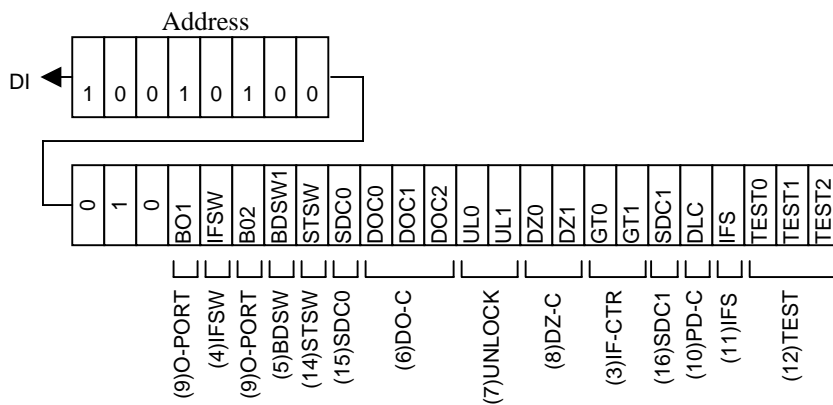 Address
DI
1 0 0 1 0 1 0 0
0 1 0 BO1 IFSW B02 BDSW1 STSW SDC0 DOC0 DOC1 DOC2 UL0 UL1 DZ0 DZ1 GT0 GT1 SDC1 DLC IFS TEST0 TEST1 TEST2
(9)O-PORT (4)IFSW (9)O-PORT (5)BDSW (14)STSW (15)SDC0 (6)DO-C (7)UNLOCK (8)DZ-C (3)IF-CTR (16)SDC1 (10)PD-C (11)IFS (12)TEST